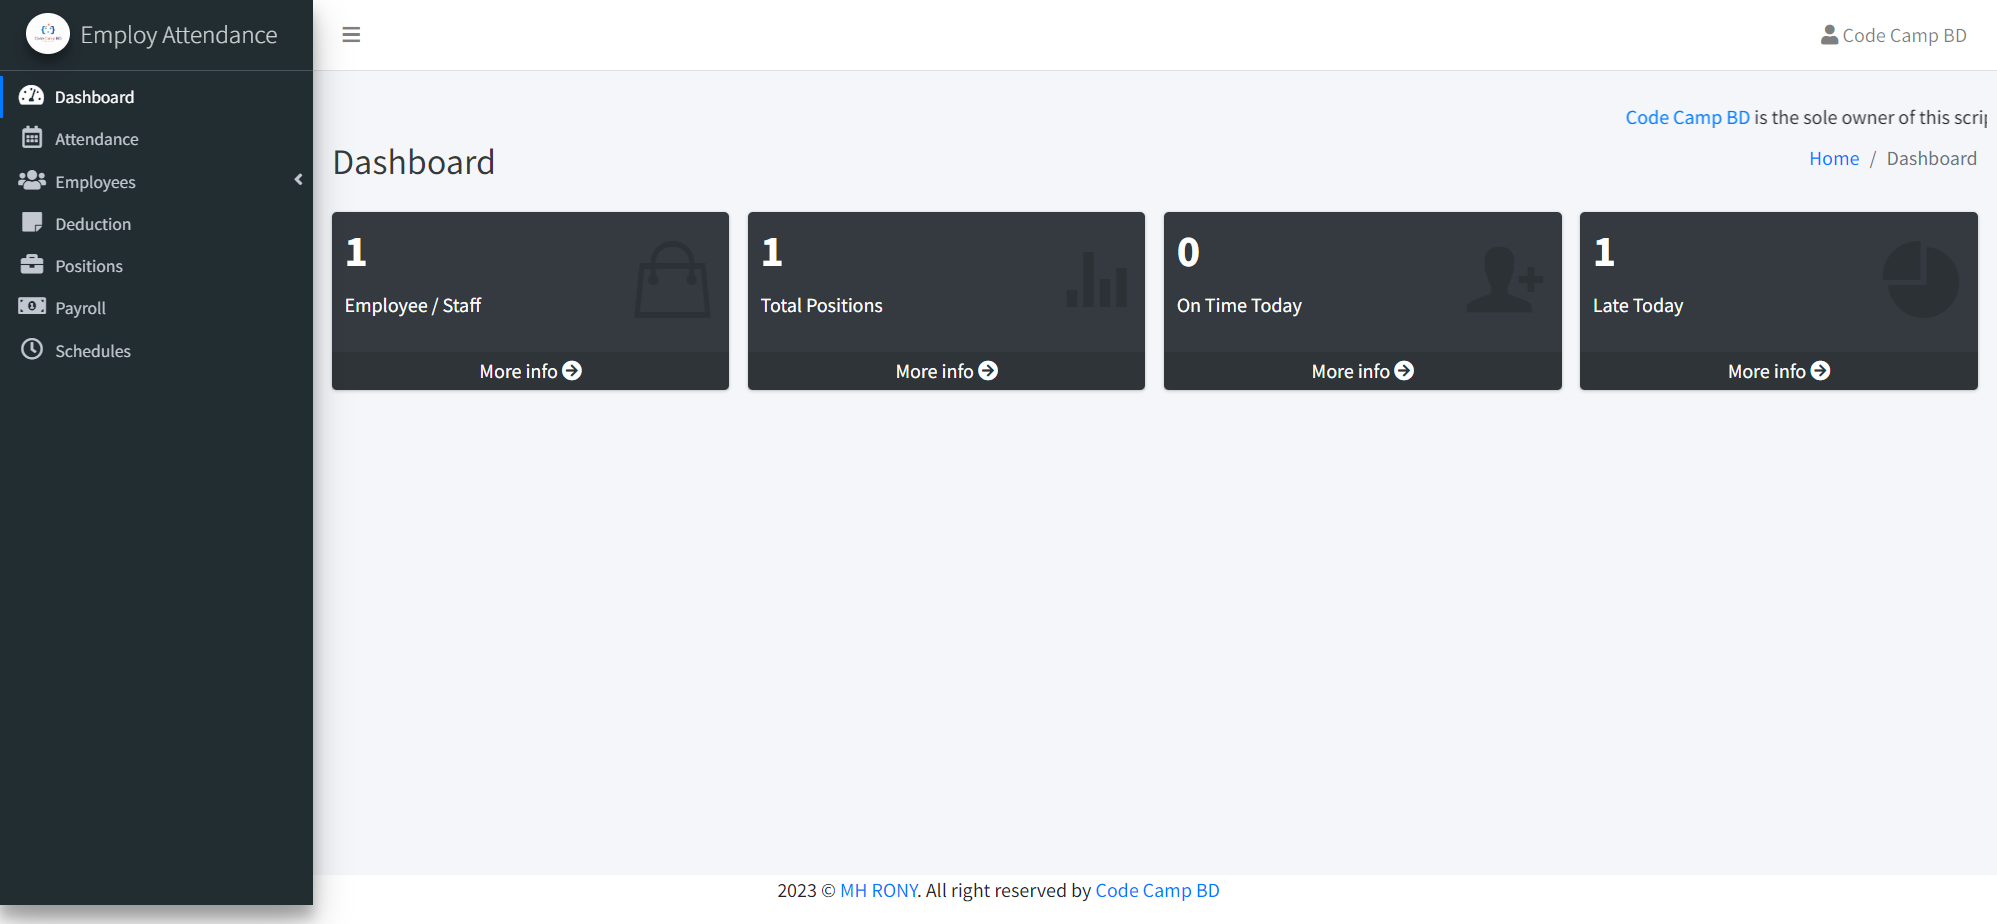 Employ Attendance
Code Camp BD
Dashboard
Attendance
Employees
Deduction
Positions
Payroll
Schedules
Code Camp BD is the sole owner of this
Dashboard
Home / Dashboard
1
Employee / Staff
More info
1
Total Positions
More info
0
On Time Today
More info
1
Late Today
More info
2023 © MH RONY. All right reserved by Code Camp BD